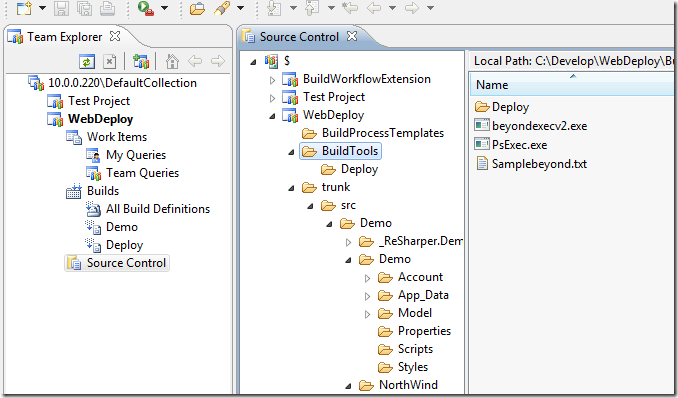 Team Explorer
10.0.0.220\DefaultCollection
Test Project
WebDeploy
Work Items
My Queries
Team Queries
Builds
All Build Definitions
Demo
Deploy
Source Control
Source Control
$
BuildWorkflowExtension
Test Project
WebDeploy
BuildProcessTemplates
BuildTools
Deploy
trunk
src
Demo
_ReSharper.Dem
Demo
Account
App_Data
Model
Properties
Scripts
Styles
NorthWind
Local Path: C:\Develop\WebDeploy\Bu
Name
Deploy
beyondexecv2.exe
PsExec.exe
Samplebeyond.txt